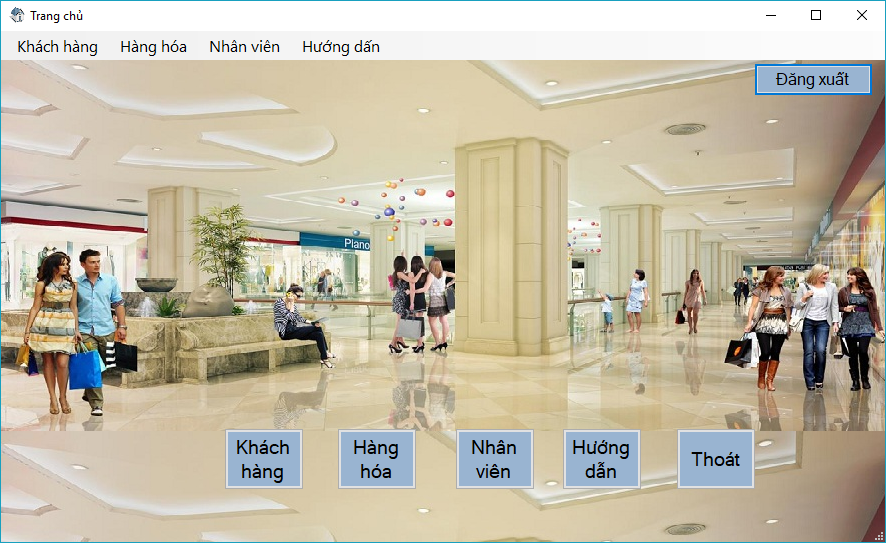 Trang chủ
Khách hàng Hàng hóa Nhân viên Hướng dấn
Đăng xuất
Plano
Khách hàng
Hàng hóa
Nhân viên
Hướng dẫn
Thoát